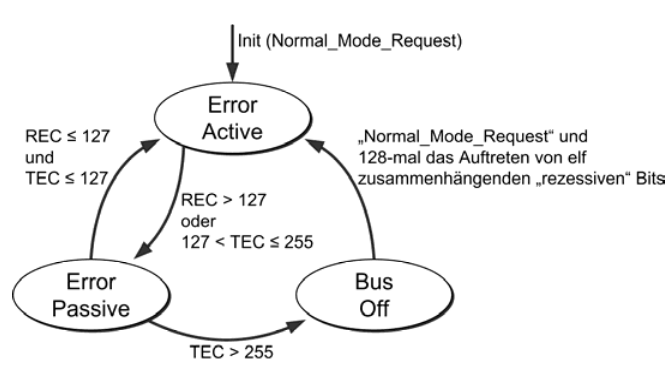 Init (Normal_Mode_Request)
Error
Active
REC ≤ 127
und
TEC ≤ 127
„Normal_Mode_Request“ und
128-mal das Auftreten von elf
zusammenhängenden „rezessiven“ Bits
REC > 127
oder
127 < TEC ≤ 255
Error
Passive
Bus
Off
TEC > 255